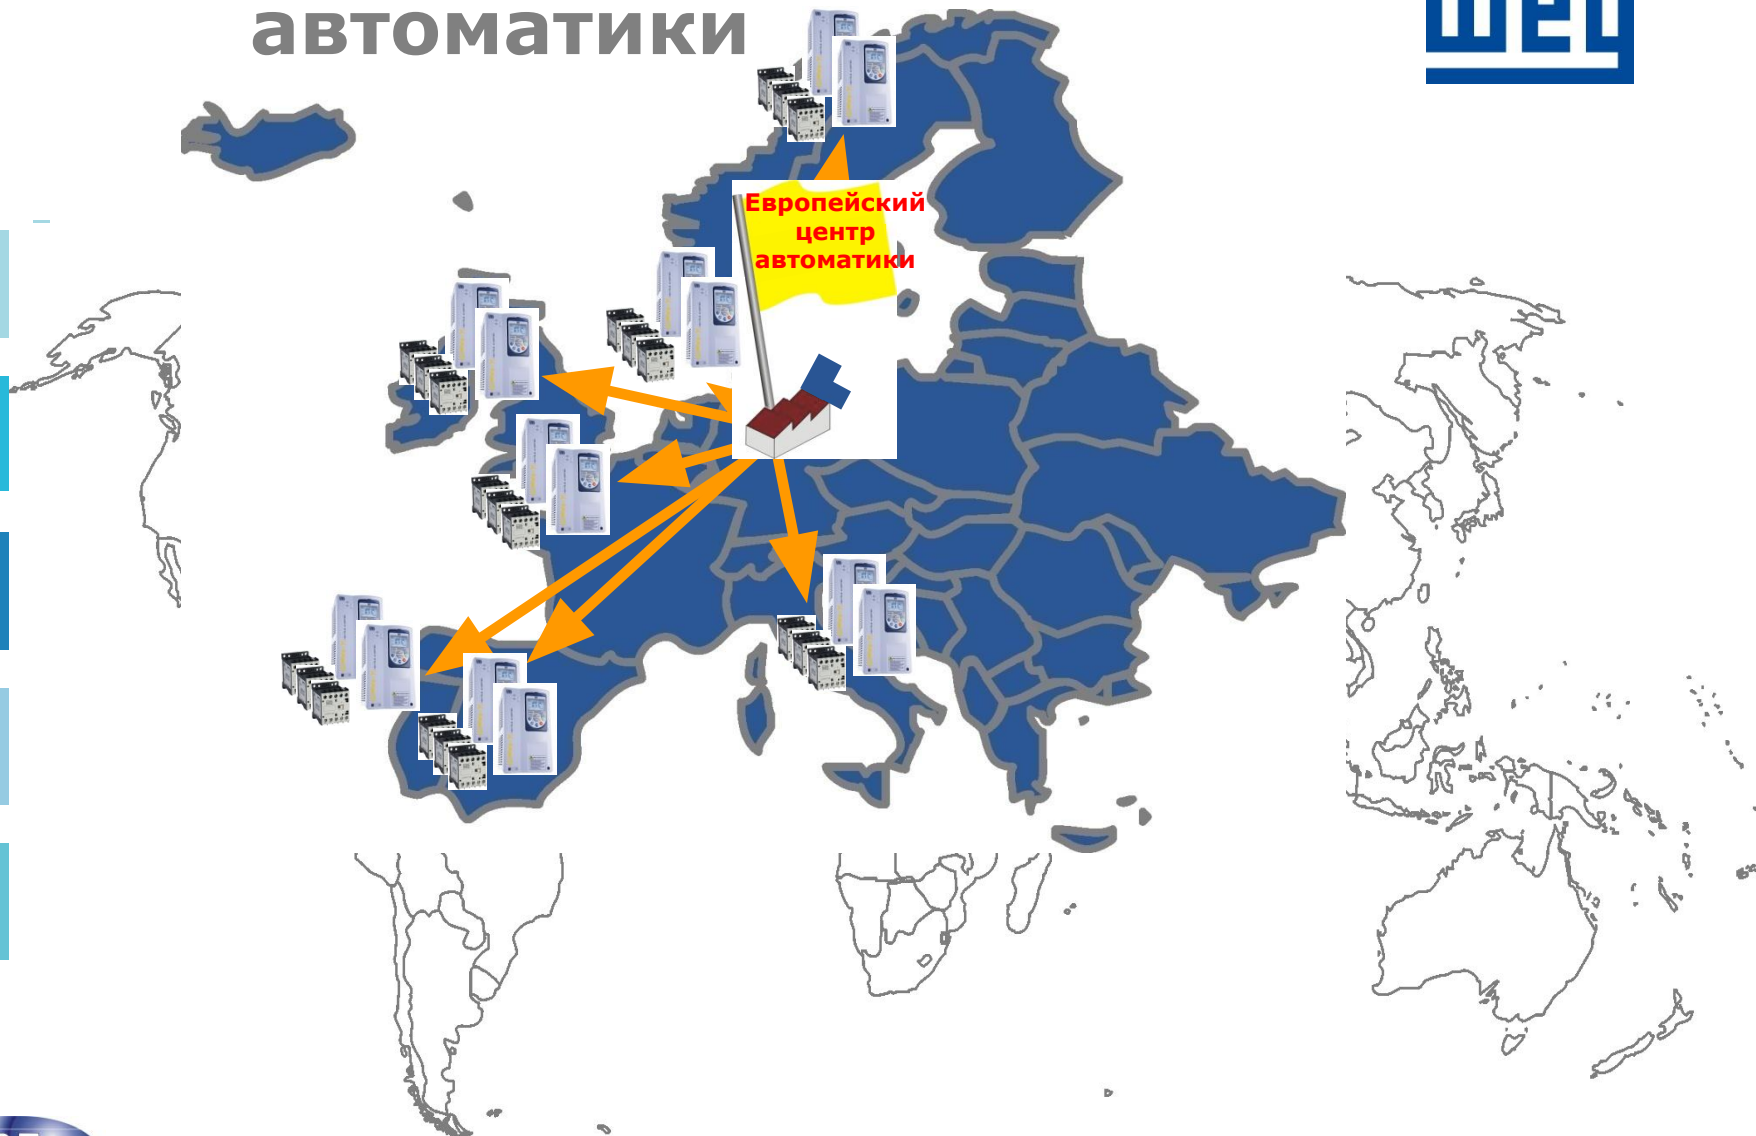 автоматики
weg
Европейский
центр
автоматики